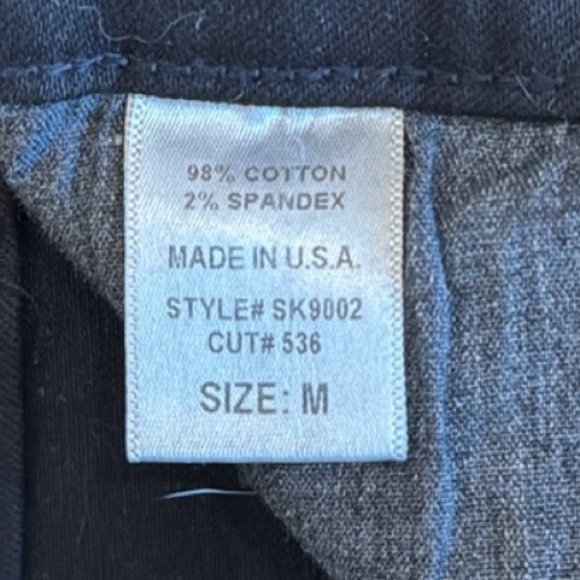 98% COTTON
2% SPANDEX
MADE IN U.S.A.
STYLE# SK9002
CUT# 536
SIZE: M